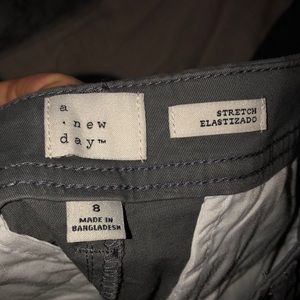 a
· new
day™
STRETCH
ELASTIZADO
8
MADE IN
BANGLADESH